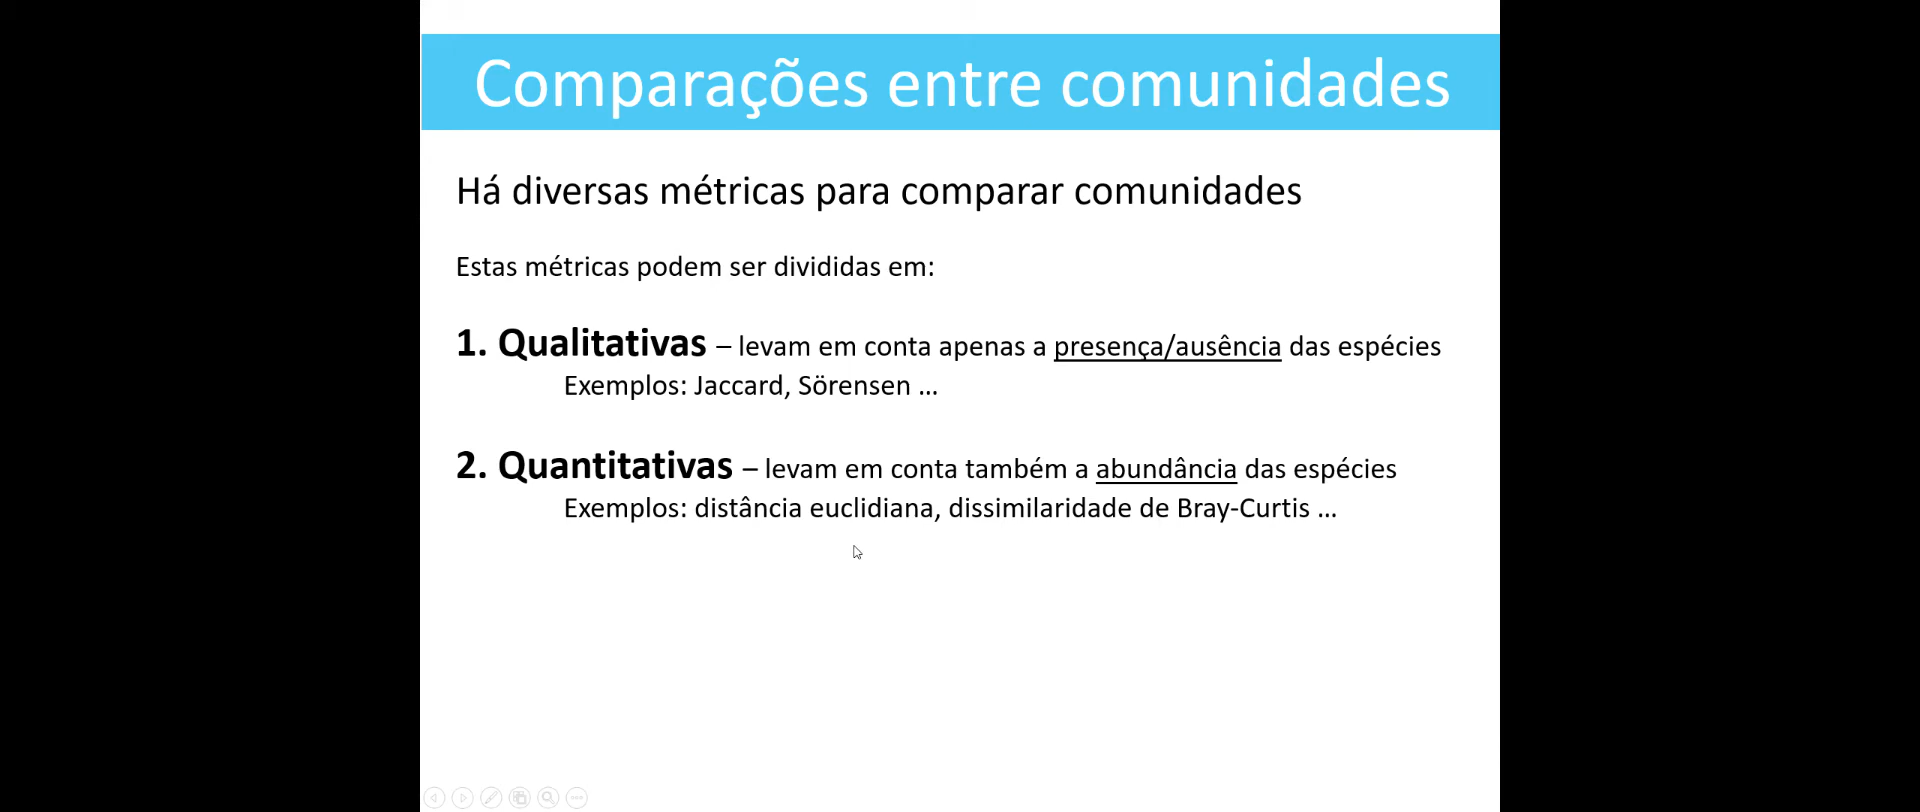 Comparações entre comunidades
Há diversas métricas para comparar comunidades
Estas métricas podem ser divididas em:
1. Qualitativas – levam em conta apenas a presença/ausência das espécies
Exemplos: Jaccard, Sörensen ...
2. Quantitativas – levam em conta também a abundância das espécies
Exemplos: distância euclidiana, dissimilaridade de Bray-Curtis ...